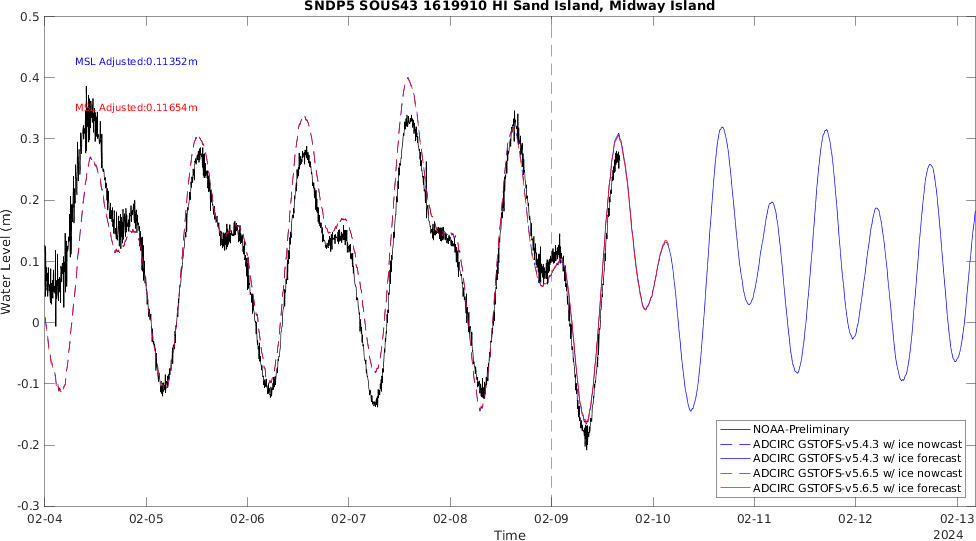 SNDP5 SOUS43 1619910 HI Sand Island, Midway Island
0.5
MSL Adjusted:0.11352m
0.4
MSL Adjusted:0.11654m
0.3
0.2
0.1
0
-0.1
-0.2
-0.3
Water Level (m)
NOAA-Preliminary
ADCIRC GSTOFS-v5.4.3 w/ ice nowcast
ADCIRC GSTOFS-v5.4.3 w/ ice forecast
ADCIRC GSTOFS-v5.6.5 w/ ice nowcast
ADCIRC GSTOFS-v5.6.5 w/ ice forecast
02-04 02-05 02-06 02-07 02-08 02-09 02-10 02-11 02-12 02-13
Time 2024